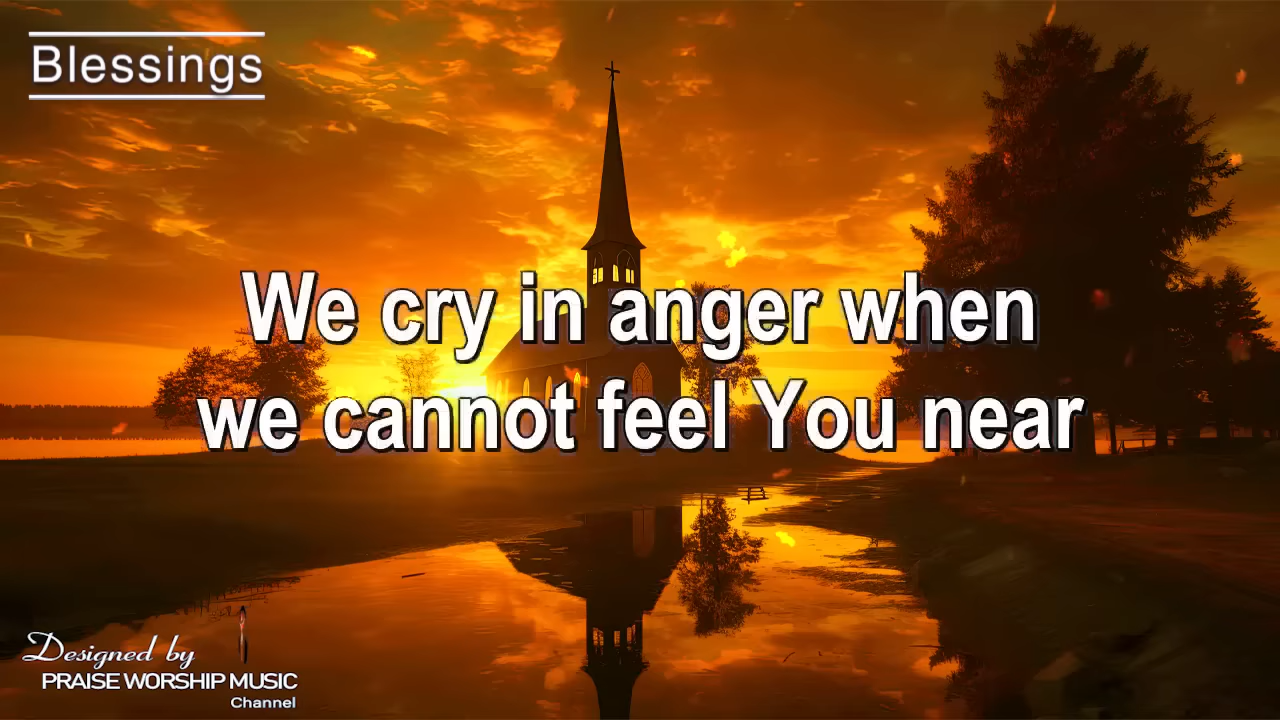 Blessings
We cry in anger when
we cannot feel You near
Designed by
PRAISE WORSHIP MUSIC
Channel